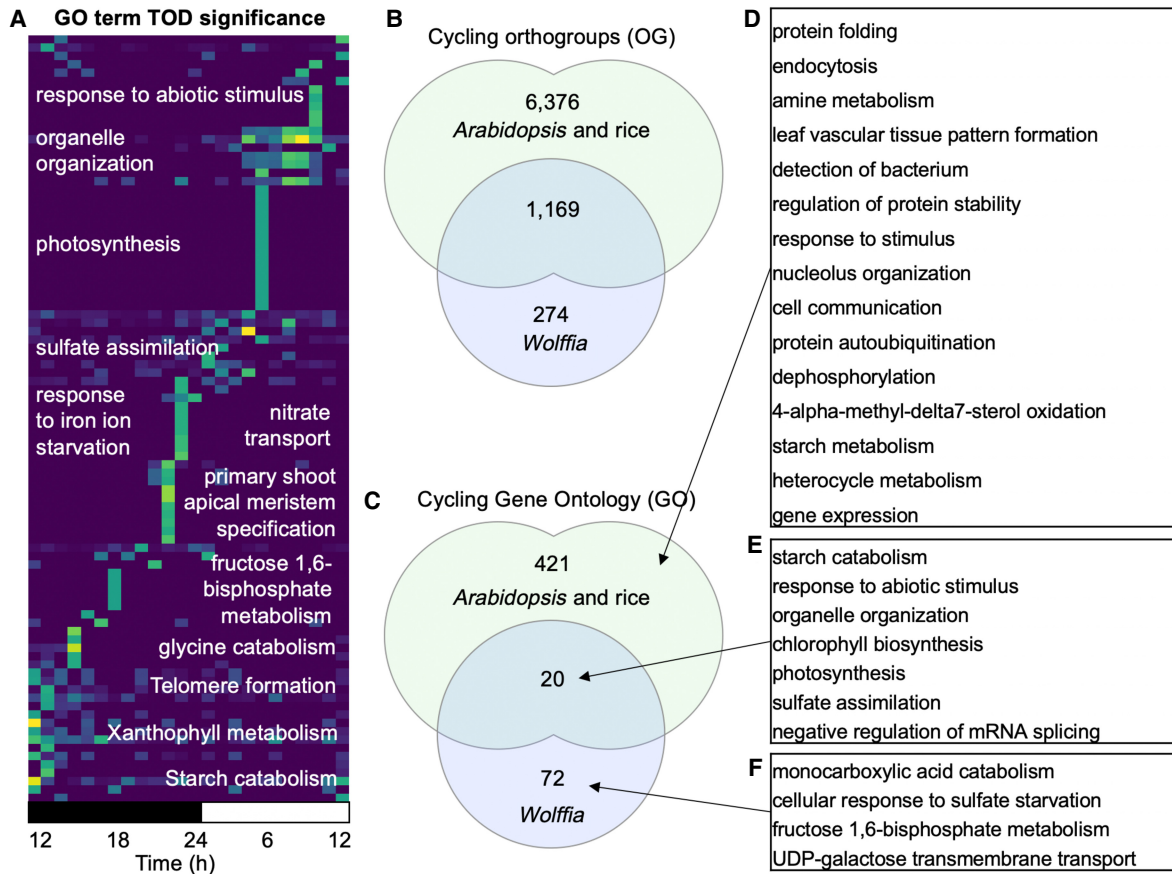 A
GO term TOD significance
response to abiotic stimulus
organelle
organization
photosynthesis
sulfate assimilation
response
to iron ion
starvation
nitrate
transport
primary shoot
apical meristem
specification
fructose 1,6-
bisphosphate
metabolism
glycine catabolism
Telomere formation
Xanthophyll metabolism
Starch catabolism
12 18 24 6 12
Time (h)
B
Cycling orthogroups (OG)
6,376
Arabidopsis and rice
1,169
274
Wolffia
C
Cycling Gene Ontology (GO)
421
Arabidopsis and rice
20
72
Wolffia
D
protein folding
endocytosis
amine metabolism
leaf vascular tissue pattern formation
detection of bacterium
regulation of protein stability
response to stimulus
nucleolus organization
cell communication
protein autoubiquitination
dephosphorylation
4-alpha-methyl-delta7-sterol oxidation
starch metabolism
heterocycle metabolism
gene expression
E
starch catabolism
response to abiotic stimulus
organelle organization
chlorophyll biosynthesis
photosynthesis
sulfate assimilation
negative regulation of mRNA splicing
F
monocarboxylic acid catabolism
cellular response to sulfate starvation
fructose 1,6-bisphosphate metabolism
UDP-galactose transmembrane transport